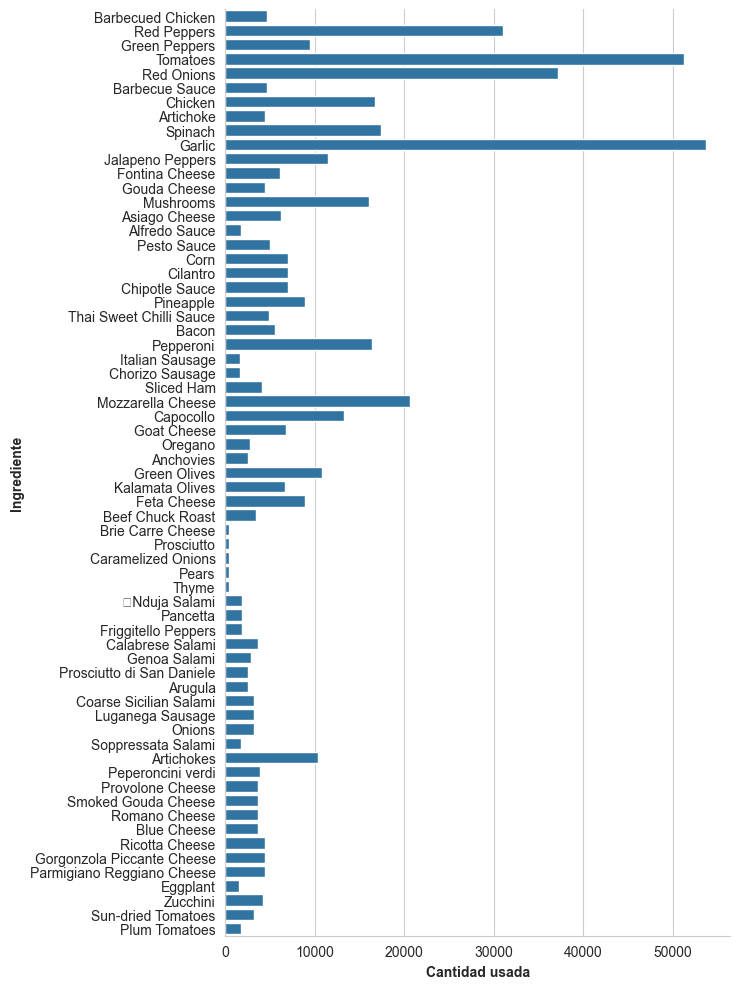 Barbecued Chicken
Red Peppers
Green Peppers
Tomatoes
Red Onions
Barbecue Sauce
Chicken
Artichoke
Spinach
Garlic
Jalapeno Peppers
Fontina Cheese
Gouda Cheese
Mushrooms
Asiago Cheese
Alfredo Sauce
Pesto Sauce
Corn
Cilantro
Chipotle Sauce
Pineapple
Thai Sweet Chilli Sauce
Bacon
Pepperoni
Italian Sausage
Chorizo Sausage
Sliced Ham
Mozzarella Cheese
Capocollo
Goat Cheese
Oregano
Anchovies
Green Olives
Kalamata Olives
Feta Cheese
Beef Chuck Roast
Brie Carre Cheese
Prosciutto
Caramelized Onions
Pears
Thyme
▯Nduja Salami
Pancetta
Friggitello Peppers
Calabrese Salami
Genoa Salami
Prosciutto di San Daniele
Arugula
Coarse Sicilian Salami
Luganega Sausage
Onions
Soppressata Salami
Artichokes
Peperoncini verdi
Provolone Cheese
Smoked Gouda Cheese
Romano Cheese
Blue Cheese
Ricotta Cheese
Gorgonzola Piccante Cheese
Parmigiano Reggiano Cheese
Eggplant
Zucchini
Sun-dried Tomatoes
Plum Tomatoes
Ingrediente
0 10000 20000 30000 40000 50000
Cantidad usada